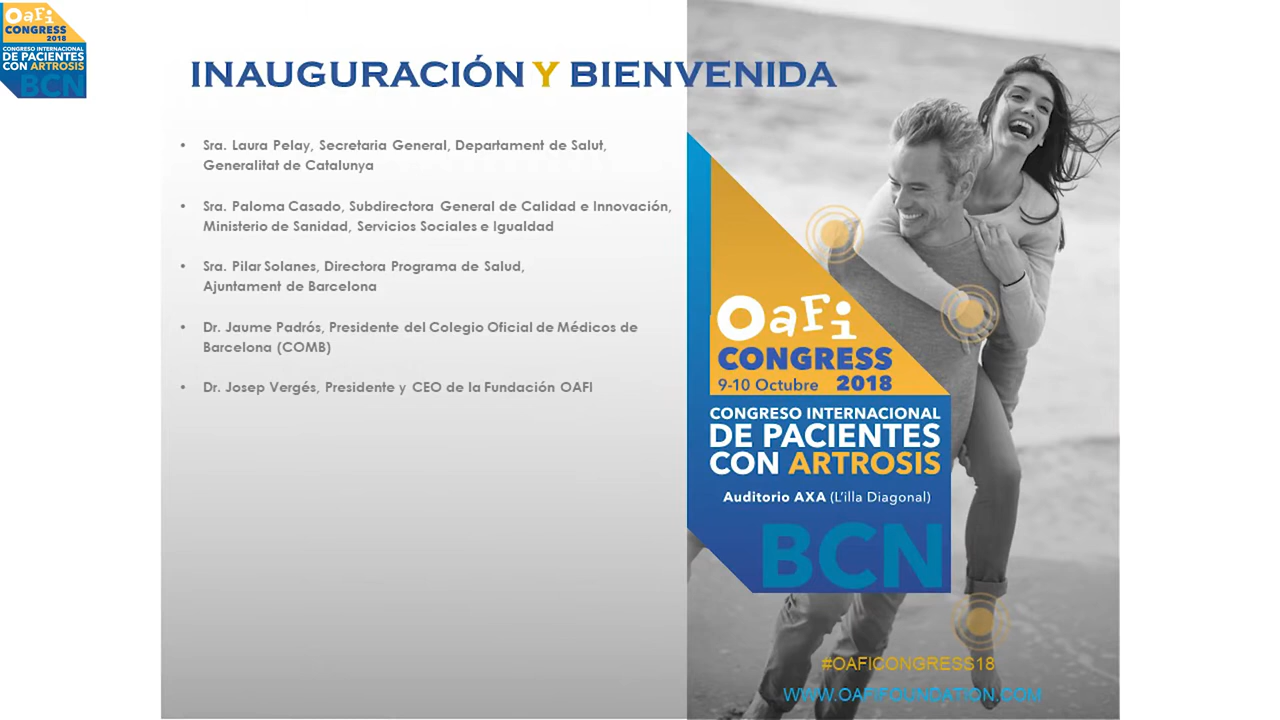 OaFi
CONGRESS
2018
CONGRESO INTERNACIONAL
DE PACIENTES
CON ARTROSIS
BCN
INAUGURACIÓN Y BIENVENIDA
• Sra. Laura Pelay, Secretaria General, Departament de Salut,
Generalitat de Catalunya
• Sra. Paloma Casado, Subdirectora General de Calidad e Innovación,
Ministerio de Sanidad, Servicios Sociales e Igualdad
• Sra. Pilar Solanes, Directora Programa de Salud,
Ajuntament de Barcelona
• Dr. Jaume Padrós, Presidente del Colegio Oficial de Médicos de
Barcelona (COMB)
• Dr. Josep Vergés, Presidente y CEO de la Fundación OAFI
OaFi
CONGRESS
9-10 Octubre 2018
CONGRESO INTERNACIONAL
DE PACIENTES
CON ARTROSIS
Auditorio AXA (L'illa Diagonal)
BCN
#OAFICONGRESS18
WWW.OAFIFOUNDATION.COM